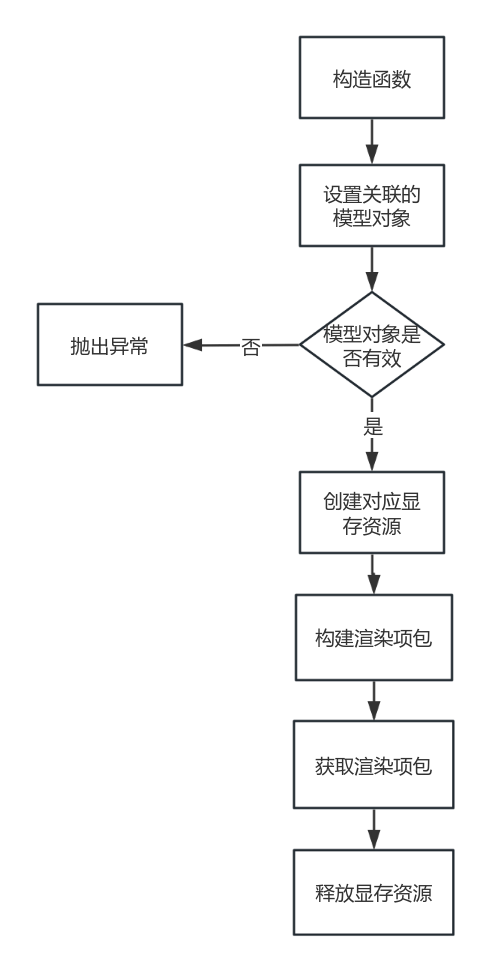 构造函数
设置关联的
模型对象
模型对象是
否有效
否
抛出异常
是
创建对应显
存资源
构建渲染项包
获取渲染项包
释放显存资源